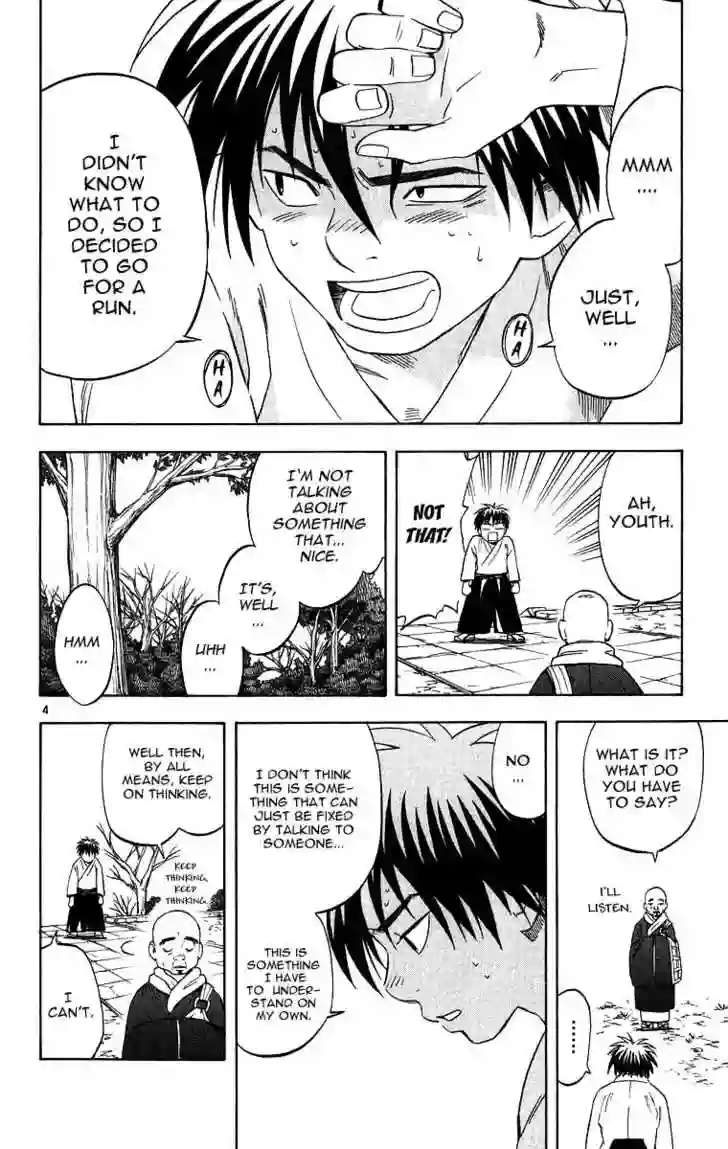 MMM
....
JUST,
WELL
...
HA
I
DIDN'T
KNOW
WHAT TO
DO, SO I
DECIDED
TO GO
FOR A
RUN.
HA
AH,
YOUTH.
NOT
THAT!
I'M NOT
TALKING
ABOUT
SOMETHING
THAT...
NICE.
IT'S,
WELL
...
UHH
...
HMM
...
4
WHAT IS IT?
WHAT DO
YOU HAVE
TO SAY?
I'LL
LISTEN.
......
NO
...
I DON'T THINK
THIS IS SOME-
THING THAT CAN
JUST BE FIXED
BY TALKING TO
SOMEONE...
THIS IS
SOMETHING
I HAVE
TO UNDER-
STAND ON
MY OWN.
WELL THEN,
BY ALL
MEANS, KEEP
ON THINKING.
KEEP
THINKING,
KEEP
THINKING.
I
CAN'T.